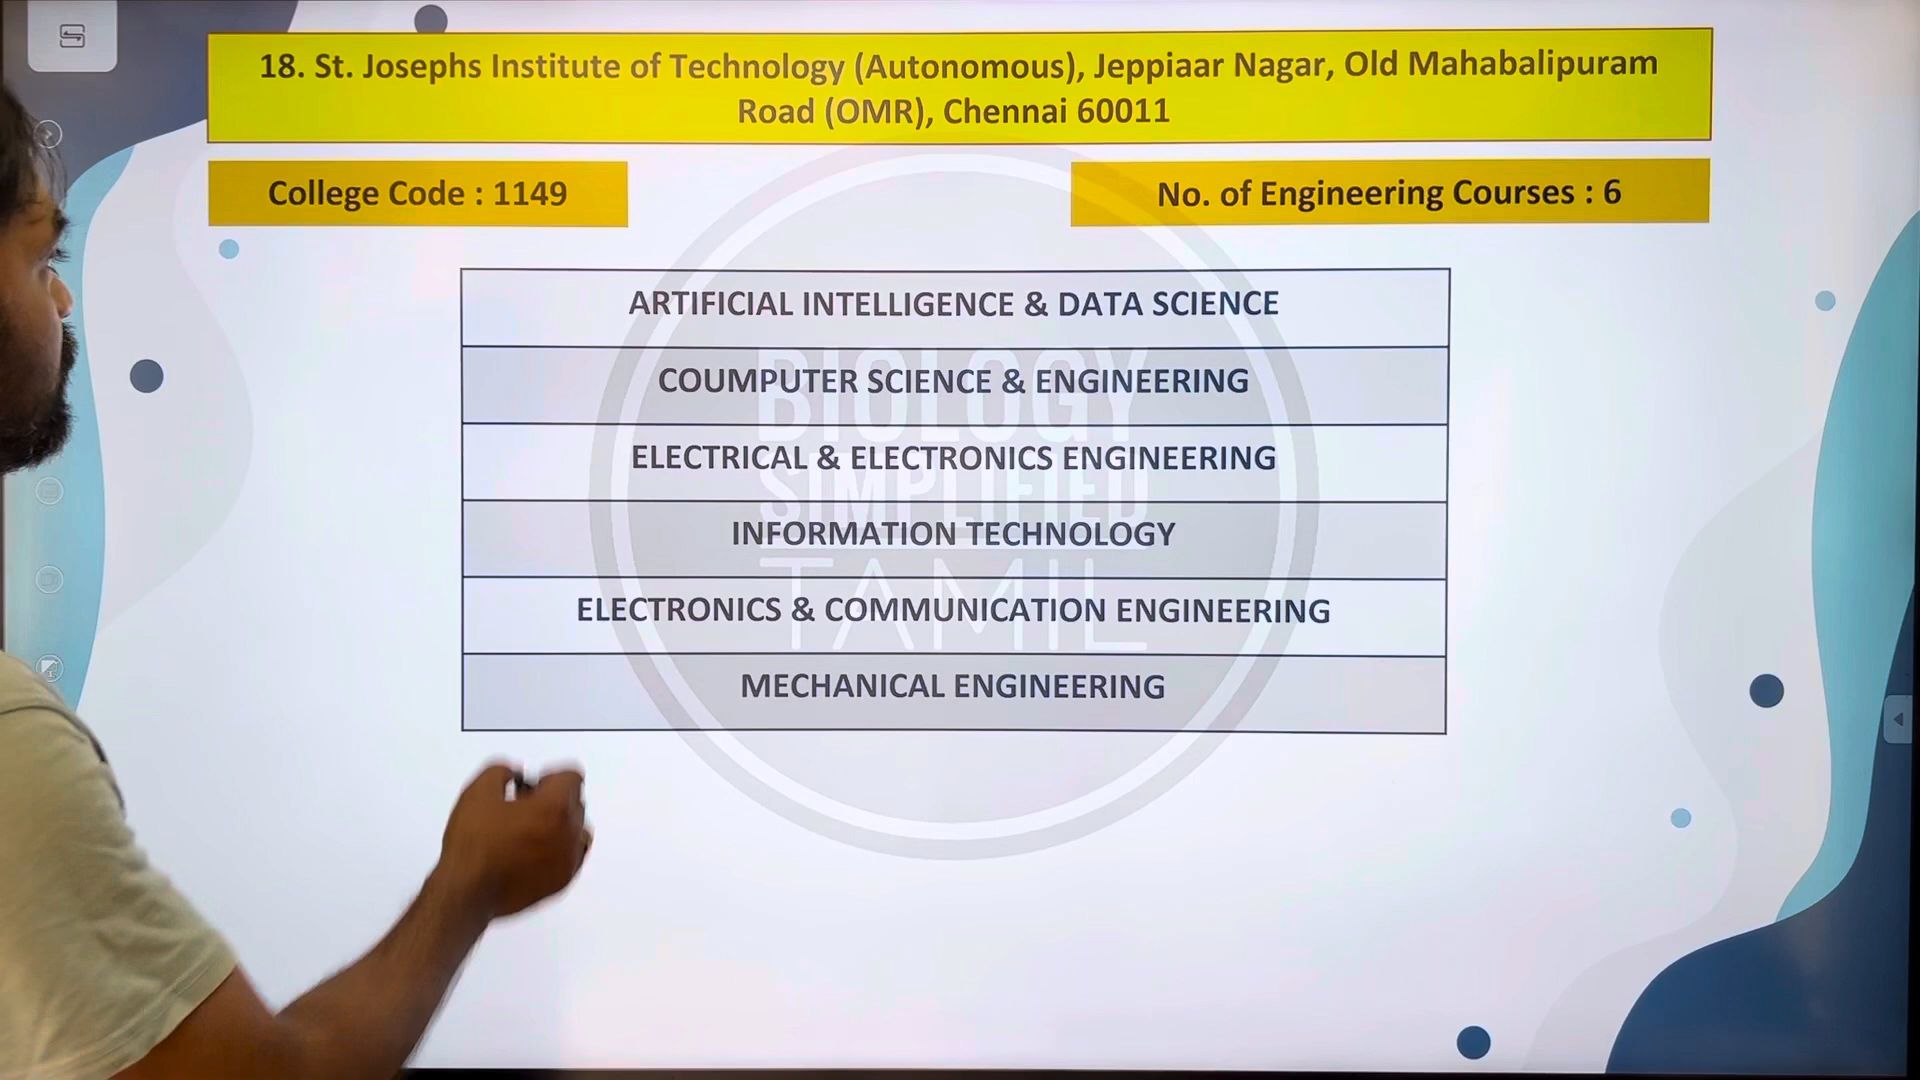 18. St. Josephs Institute of Technology (Autonomous), Jeppiaar Nagar, Old Mahabalipuram
Road (OMR), Chennai 60011
College Code : 1149
No. of Engineering Courses : 6
ARTIFICIAL INTELLIGENCE & DATA SCIENCE
COUMPUTER SCIENCE & ENGINEERING
ELECTRICAL & ELECTRONICS ENGINEERING
INFORMATION TECHNOLOGY
ELECTRONICS & COMMUNICATION ENGINEERING
MECHANICAL ENGINEERING
BIOLOGY
SIMPLIFIED
TAMIL